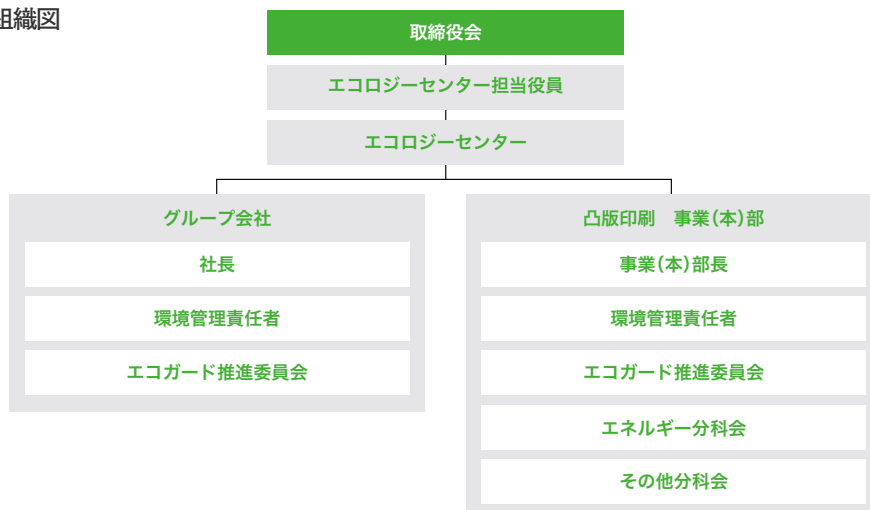 組織図
取締役会
エコロジーセンター担当役員
エコロジーセンター
グループ会社
社長
環境管理責任者
エコガード推進委員会
凸版印刷　事業(本)部
事業(本)部長
環境管理責任者
エコガード推進委員会
エネルギー分科会
その他分科会